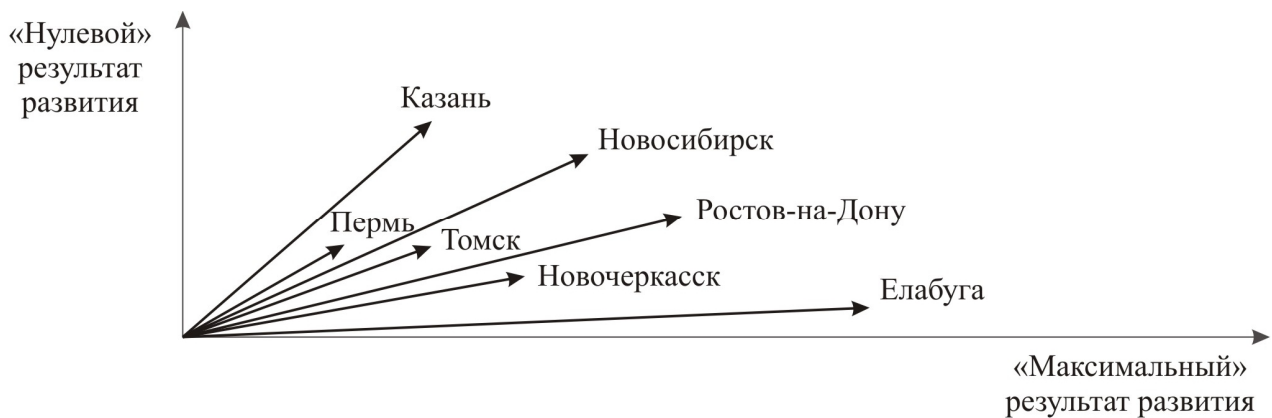 «Нулевой»
результат
развития
Казань
Новосибирск
Пермь
Томск
Ростов-на-Дону
Новочеркасск
Елабуга
«Максимальный»
результат развития